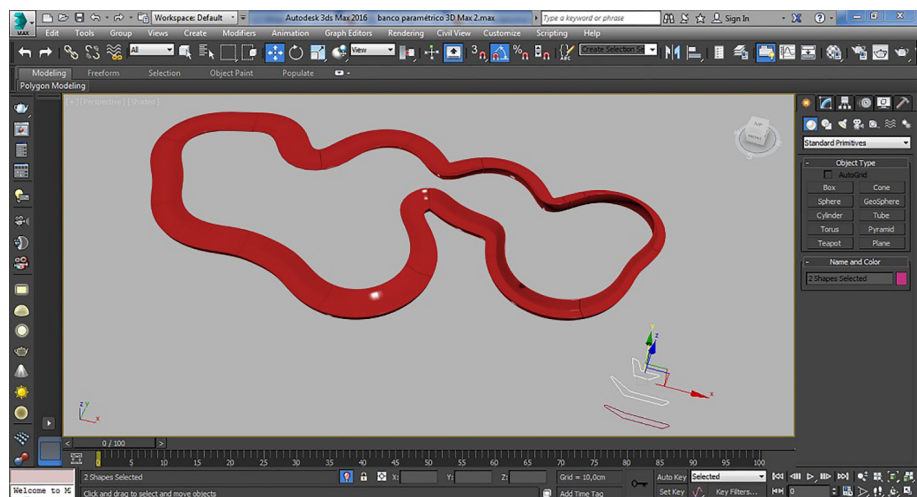 Workspace: Default
Autodesk 3ds Max 2016 banco paramétrico 3D Max 2.max
Type a keyword or phrase
Sign In
MAX
Edit Tools Group Views Create Modifiers Animation Graph Editors Rendering Civil View Customize Scripting Help
All
View
Create Selection Se
Modeling Freeform Selection Object Paint Populate
Polygon Modeling
[+] [Perspective] [Shaded]
Standard Primitives
Object Type
AutoGrid
Box Cone
Sphere GeoSphere
Cylinder Tube
Torus Pyramid
Teapot Plane
Name and Color
2 Shapes Selected
TOP
FRONT
y
z
x
z y
x
0 / 100
0 5 10 15 20 25 30 35 40 45 50 55 60 65 70 75 80 85 90 95 100
2 Shapes Selected
X: Y: Z:
Grid = 10,0cm
Auto Key Selected
Welcome to M
Click and drag to select and move objects
Add Time Tag
Set Key Key Filters...
0